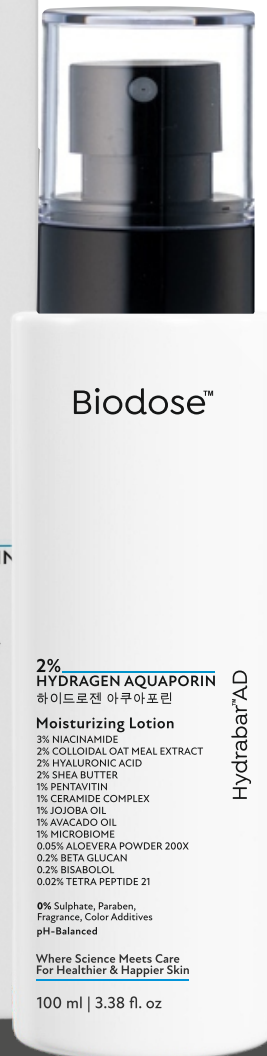 Biodose™
2%
HYDRAGEN AQUAPORIN
하이드로젠 아쿠아포린
Moisturizing Lotion
3% NIACINAMIDE
2% COLLOIDAL OAT MEAL EXTRACT
2% HYALURONIC ACID
2% SHEA BUTTER
1% PENTAVITIN
1% CERAMIDE COMPLEX
1% JOJOBA OIL
1% AVACADO OIL
1% MICROBIOME
0.05% ALOEVERA POWDER 200X
0.2% BETA GLUCAN
0.2% BISABOLOL
0.02% TETRA PEPTIDE 21
0% Sulphate, Paraben,
Fragrance, Color Additives
pH-Balanced
Where Science Meets Care
For Healthier & Happier Skin
100 ml | 3.38 fl. oz
Hydrabar™AD